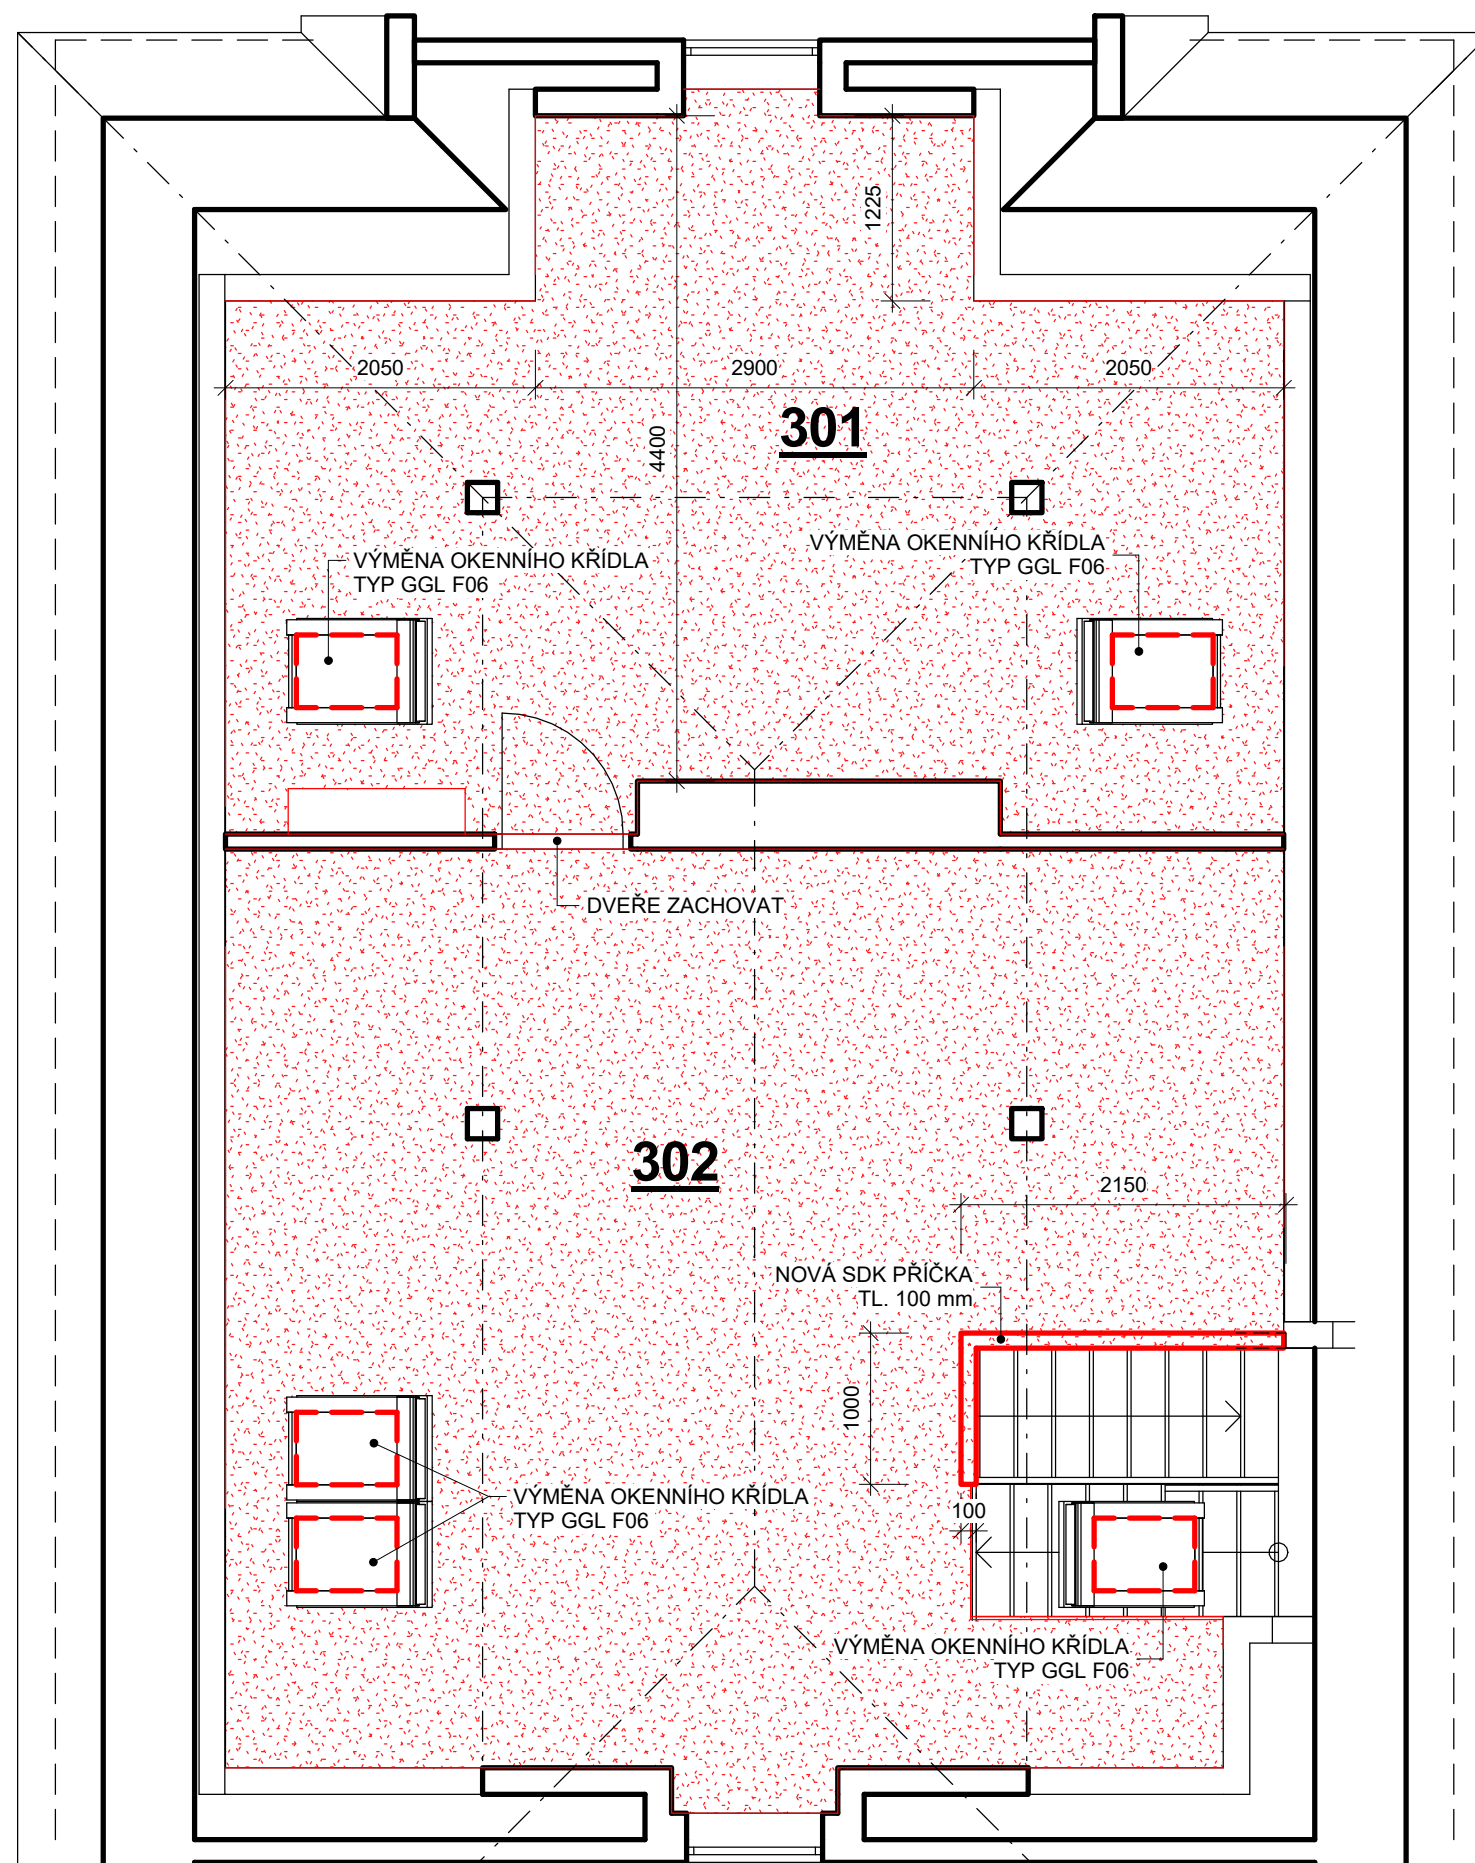 1225
2050
2900
2050
301
4400
VÝMĚNA OKENNÍHO KŘÍDLA
TYP GGL F06
VÝMĚNA OKENNÍHO KŘÍDLA
TYP GGL F06
DVEŘE ZACHOVAT
302
2150
NOVÁ SDK PŘÍČKA
TL. 100 mm
1000
VÝMĚNA OKENNÍHO KŘÍDLA
TYP GGL F06
100
VÝMĚNA OKENNÍHO KŘÍDLA
TYP GGL F06